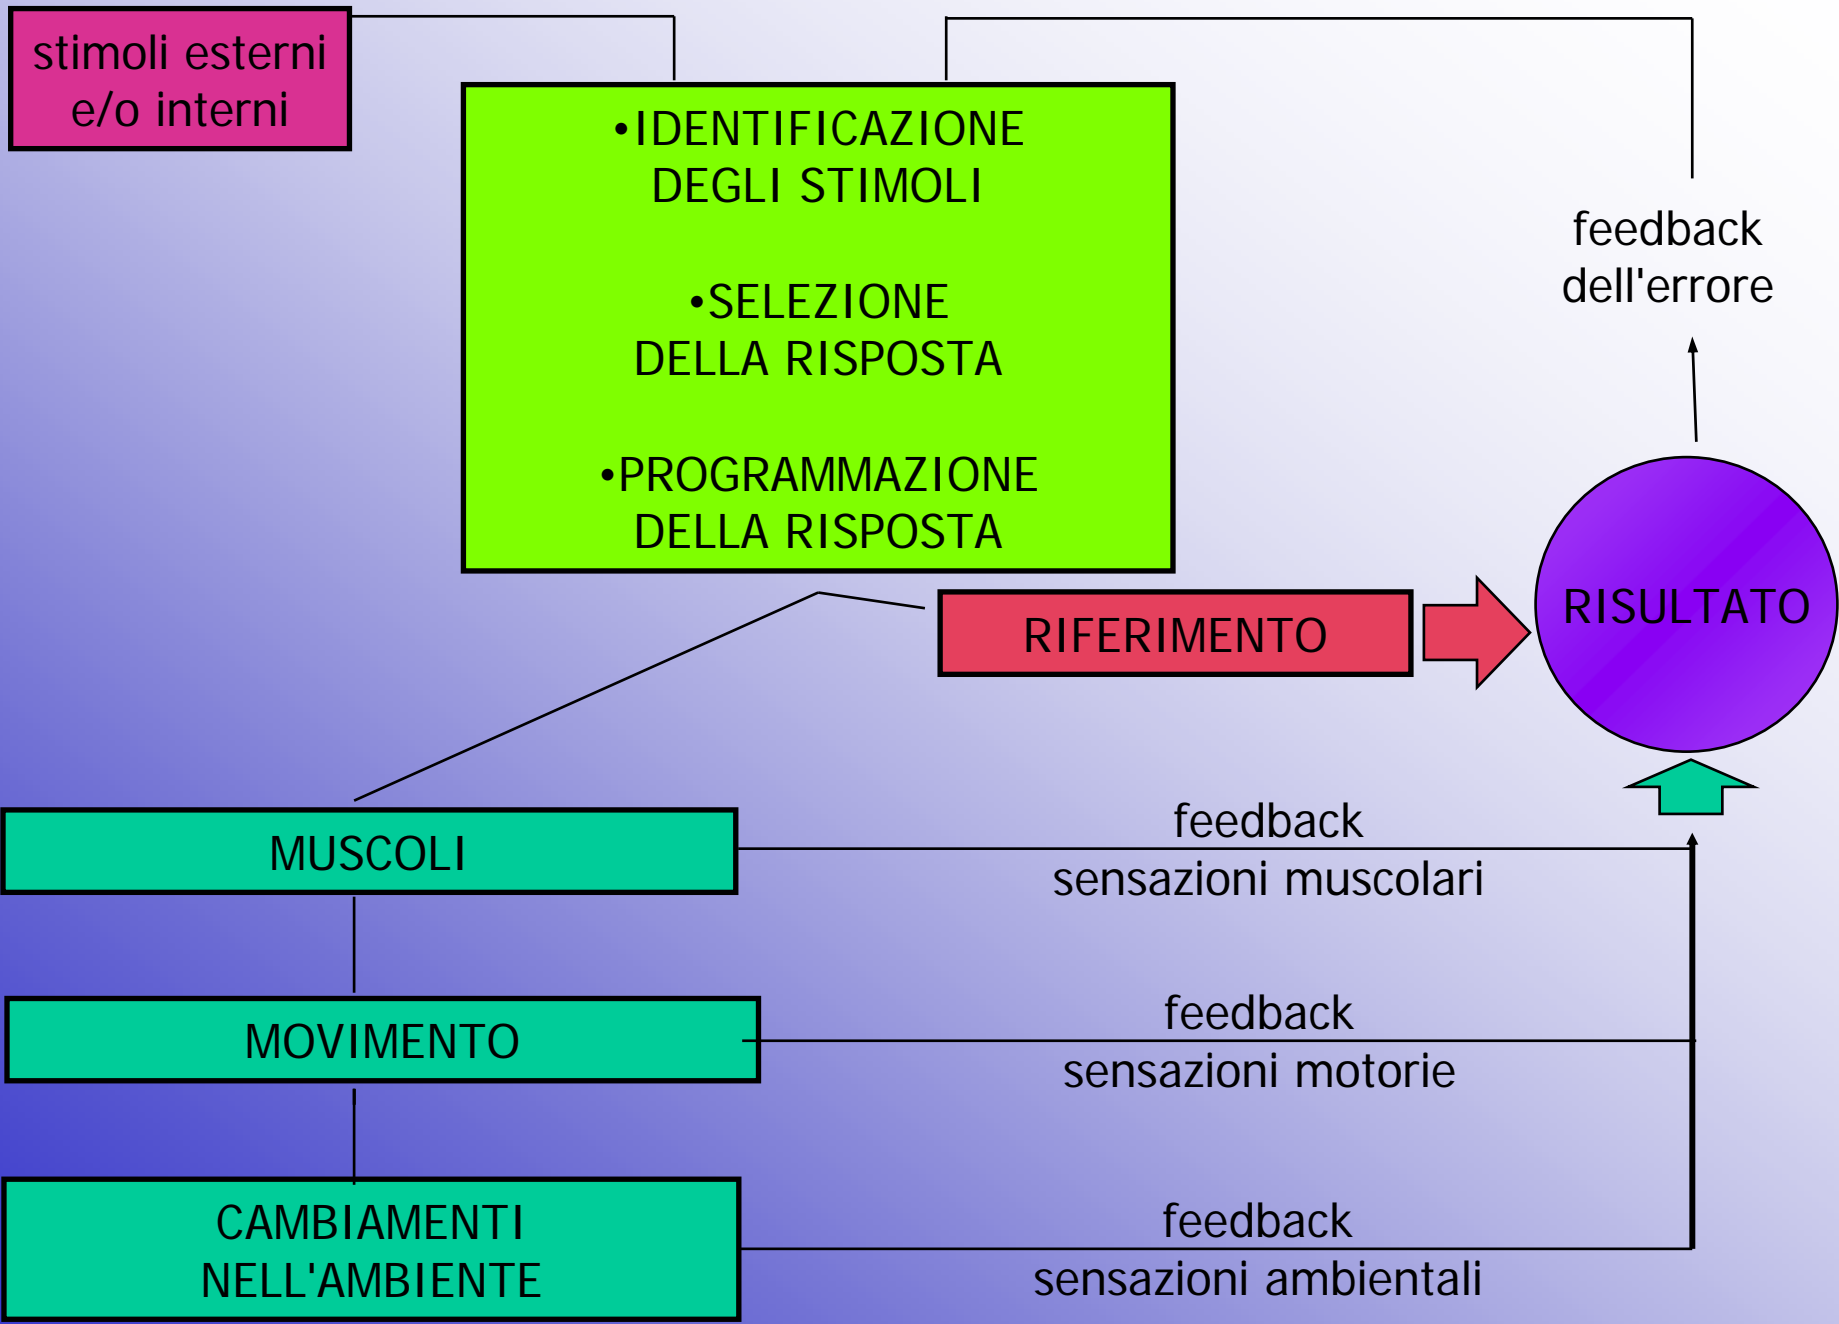 stimoli esterni
e/o interni
•IDENTIFICAZIONE
DEGLI STIMOLI
•SELEZIONE
DELLA RISPOSTA
•PROGRAMMAZIONE
DELLA RISPOSTA
feedback
dell'errore
RIFERIMENTO
RISULTATO
MUSCOLI
feedback
sensazioni muscolari
MOVIMENTO
feedback
sensazioni motorie
CAMBIAMENTI
NELL'AMBIENTE
feedback
sensazioni ambientali